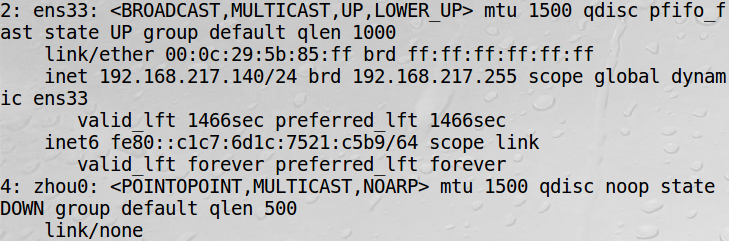 2: ens33: <BROADCAST,MULTICAST,UP,LOWER_UP> mtu 1500 qdisc pfifo_f
ast state UP group default qlen 1000
    link/ether 00:0c:29:5b:85:ff brd ff:ff:ff:ff:ff:ff
    inet 192.168.217.140/24 brd 192.168.217.255 scope global dynam
ic ens33
       valid_lft 1466sec preferred_lft 1466sec
    inet6 fe80::c1c7:6d1c:7521:c5b9/64 scope link
       valid_lft forever preferred_lft forever
4: zhou0: <POINTOPOINT,MULTICAST,NOARP> mtu 1500 qdisc noop state
DOWN group default qlen 500
    link/none